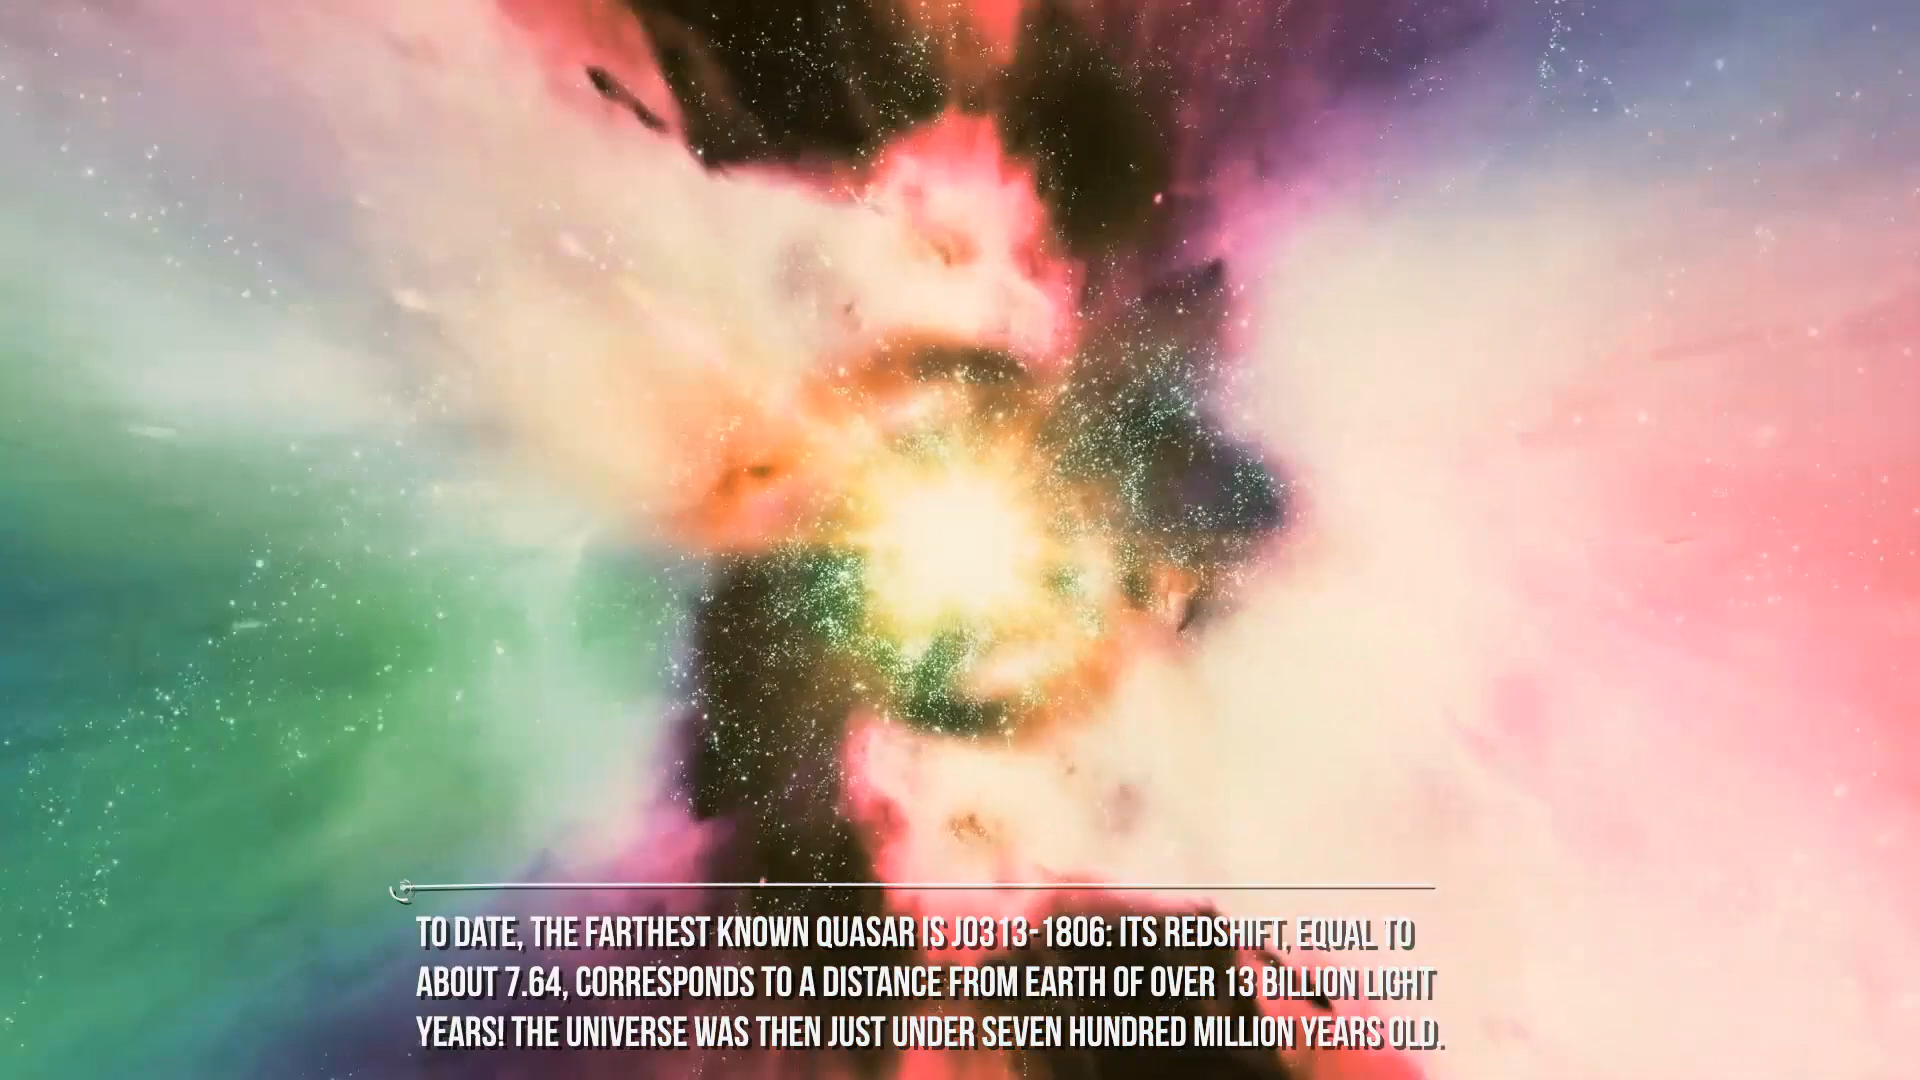 TO DATE, THE FARTHEST KNOWN QUASAR IS J0313-1806: ITS REDSHIFT, EQUAL TO
ABOUT 7.64, CORRESPONDS TO A DISTANCE FROM EARTH OF OVER 13 BILLION LIGHT
YEARS! THE UNIVERSE WAS THEN JUST UNDER SEVEN HUNDRED MILLION YEARS OLD.